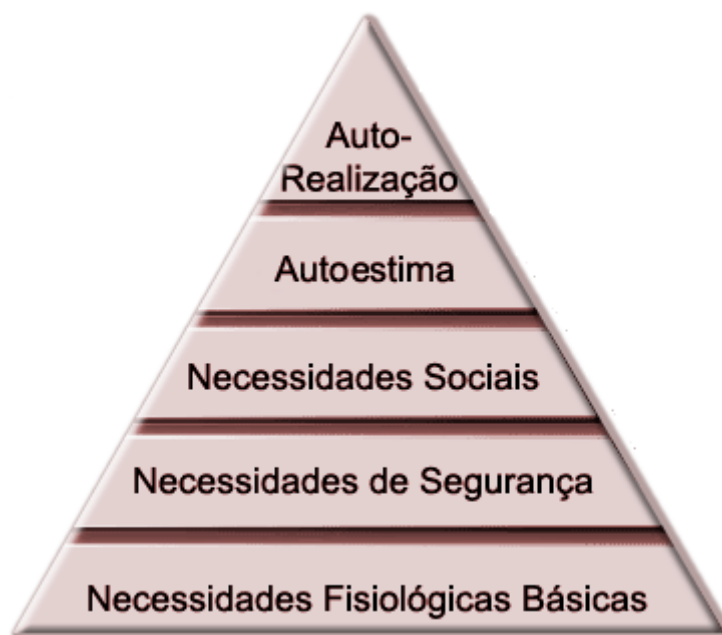 Auto-
Realização
Autoestima
Necessidades Sociais
Necessidades de Segurança
Necessidades Fisiológicas Básicas